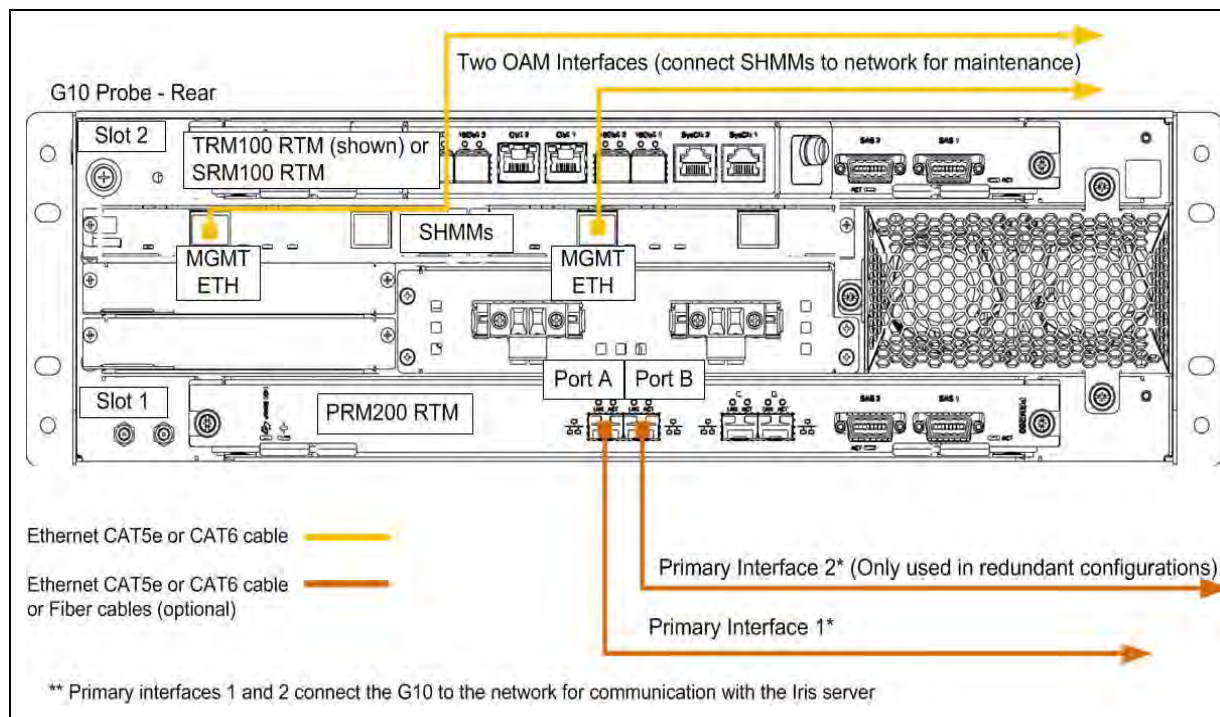 Two OAM Interfaces (connect SHMMs to network for maintenance)
G10 Probe - Rear
Slot 2
TRM100 RTM (shown) or
SRM100 RTM
SAS 2
SAS 1
SHMMs
MGMT
ETH
MGMT
ETH
Port A
Port B
Slot 1
PRM200 RTM
SAS 2
SAS 1
Ethernet CAT5e or CAT6 cable
Ethernet CAT5e or CAT6 cable
or Fiber cables (optional)
Primary Interface 2* (Only used in redundant configurations)
Primary Interface 1*
** Primary interfaces 1 and 2 connect the G10 to the network for communication with the Iris server